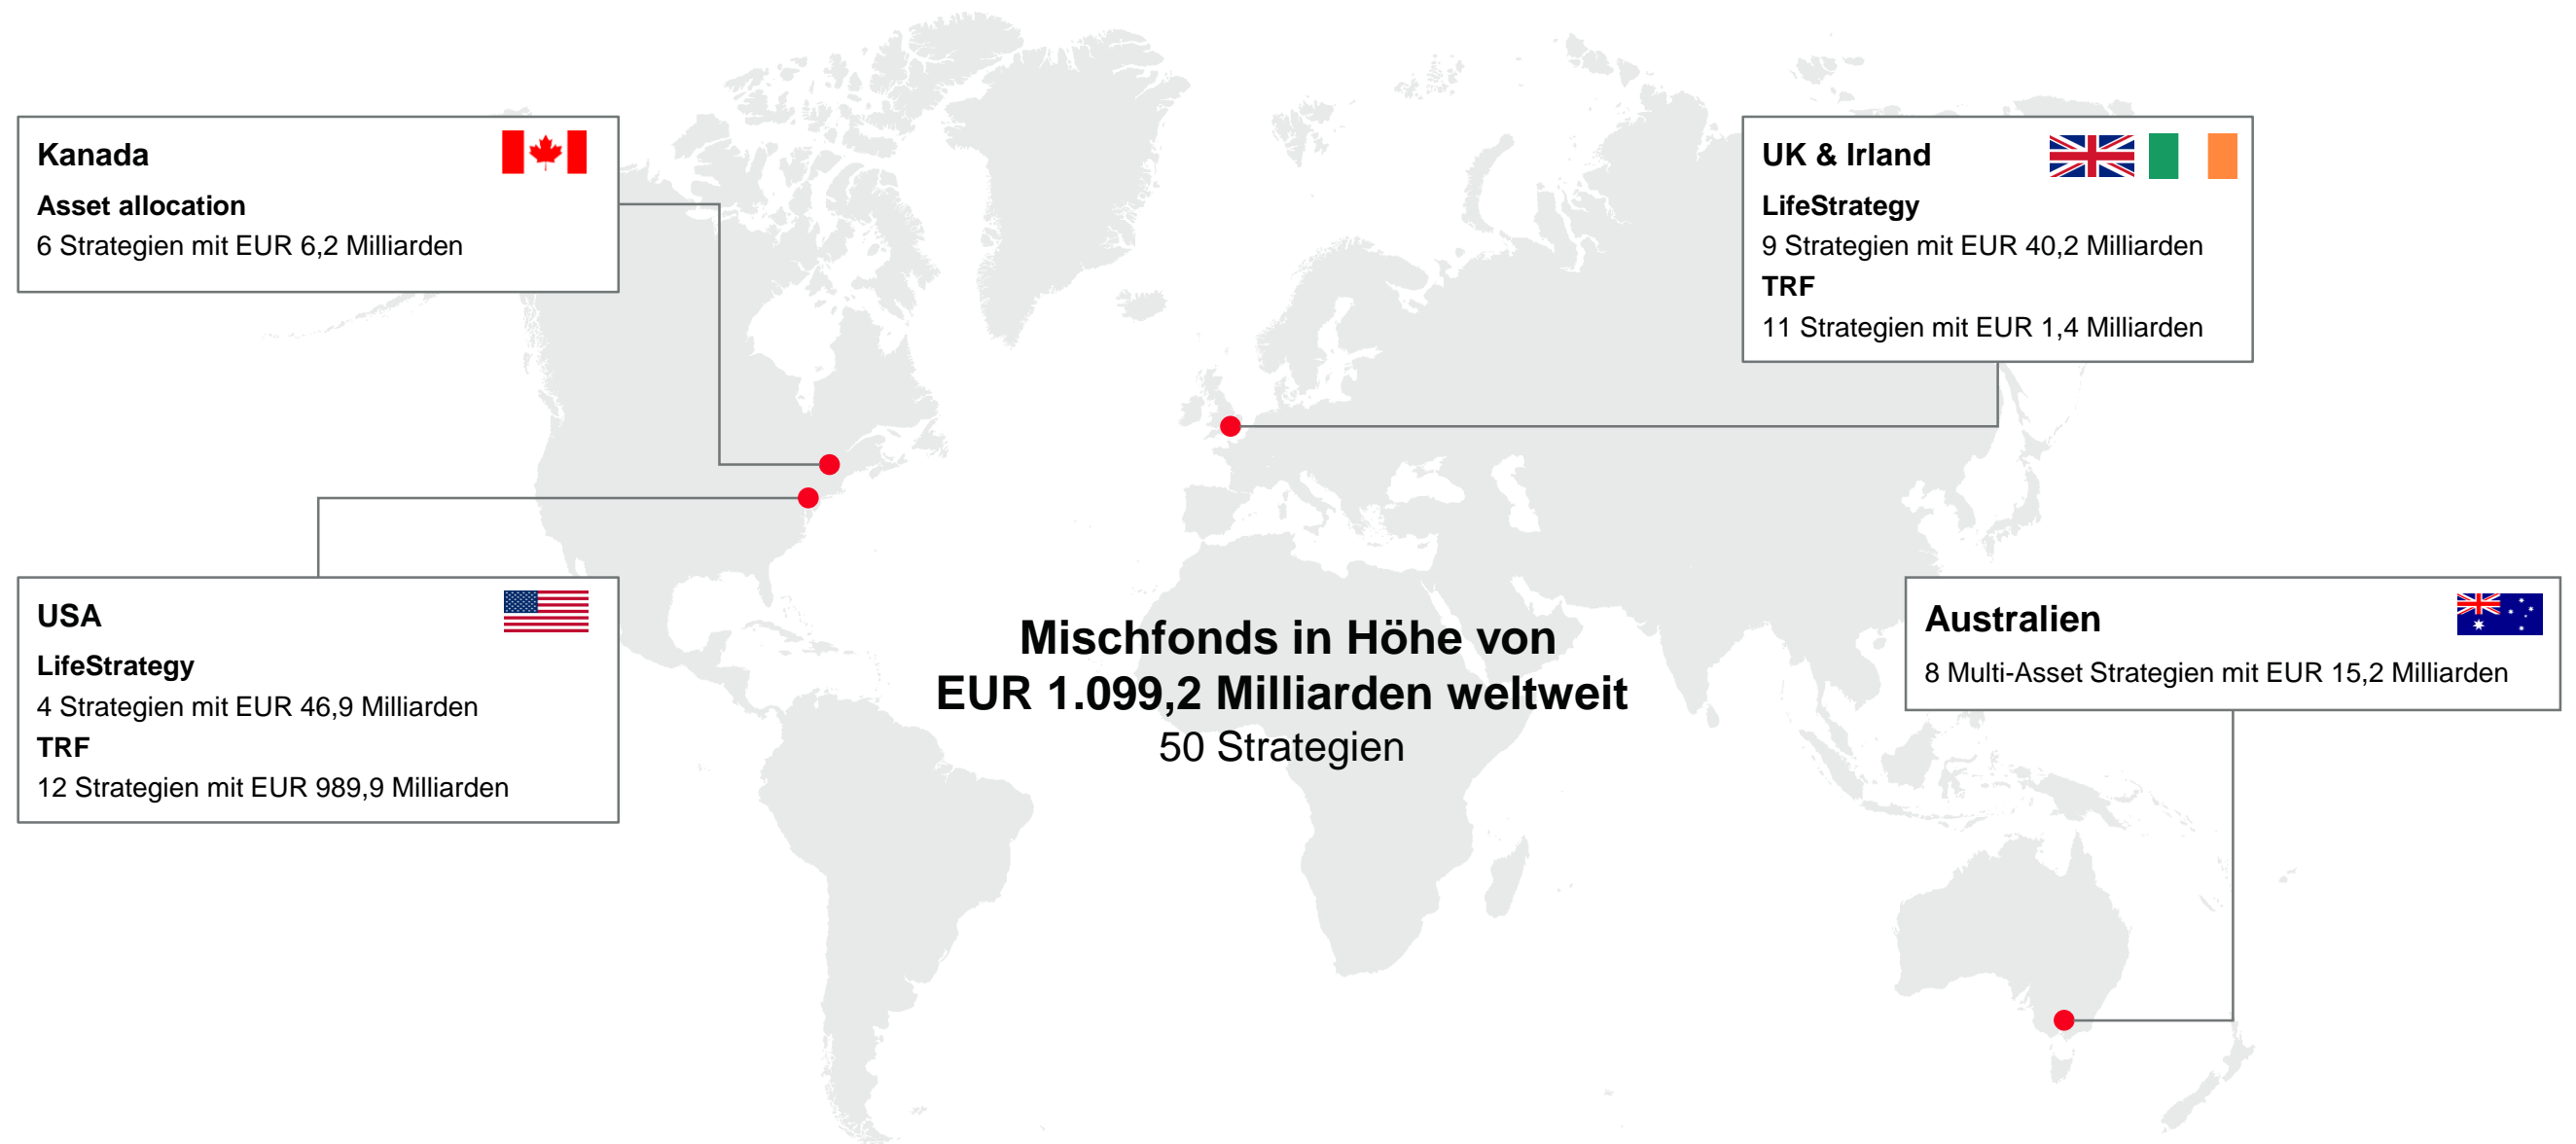 Kanada
Asset allocation
6 Strategien mit EUR 6,2 Milliarden
UK & Irland
LifeStrategy
9 Strategien mit EUR 40,2 Milliarden
TRF
11 Strategien mit EUR 1,4 Milliarden
USA
LifeStrategy
4 Strategien mit EUR 46,9 Milliarden
TRF
12 Strategien mit EUR 989,9 Milliarden
Mischfonds in Höhe von
EUR 1.099,2 Milliarden weltweit
50 Strategien
Australien
8 Multi-Asset Strategien mit EUR 15,2 Milliarden